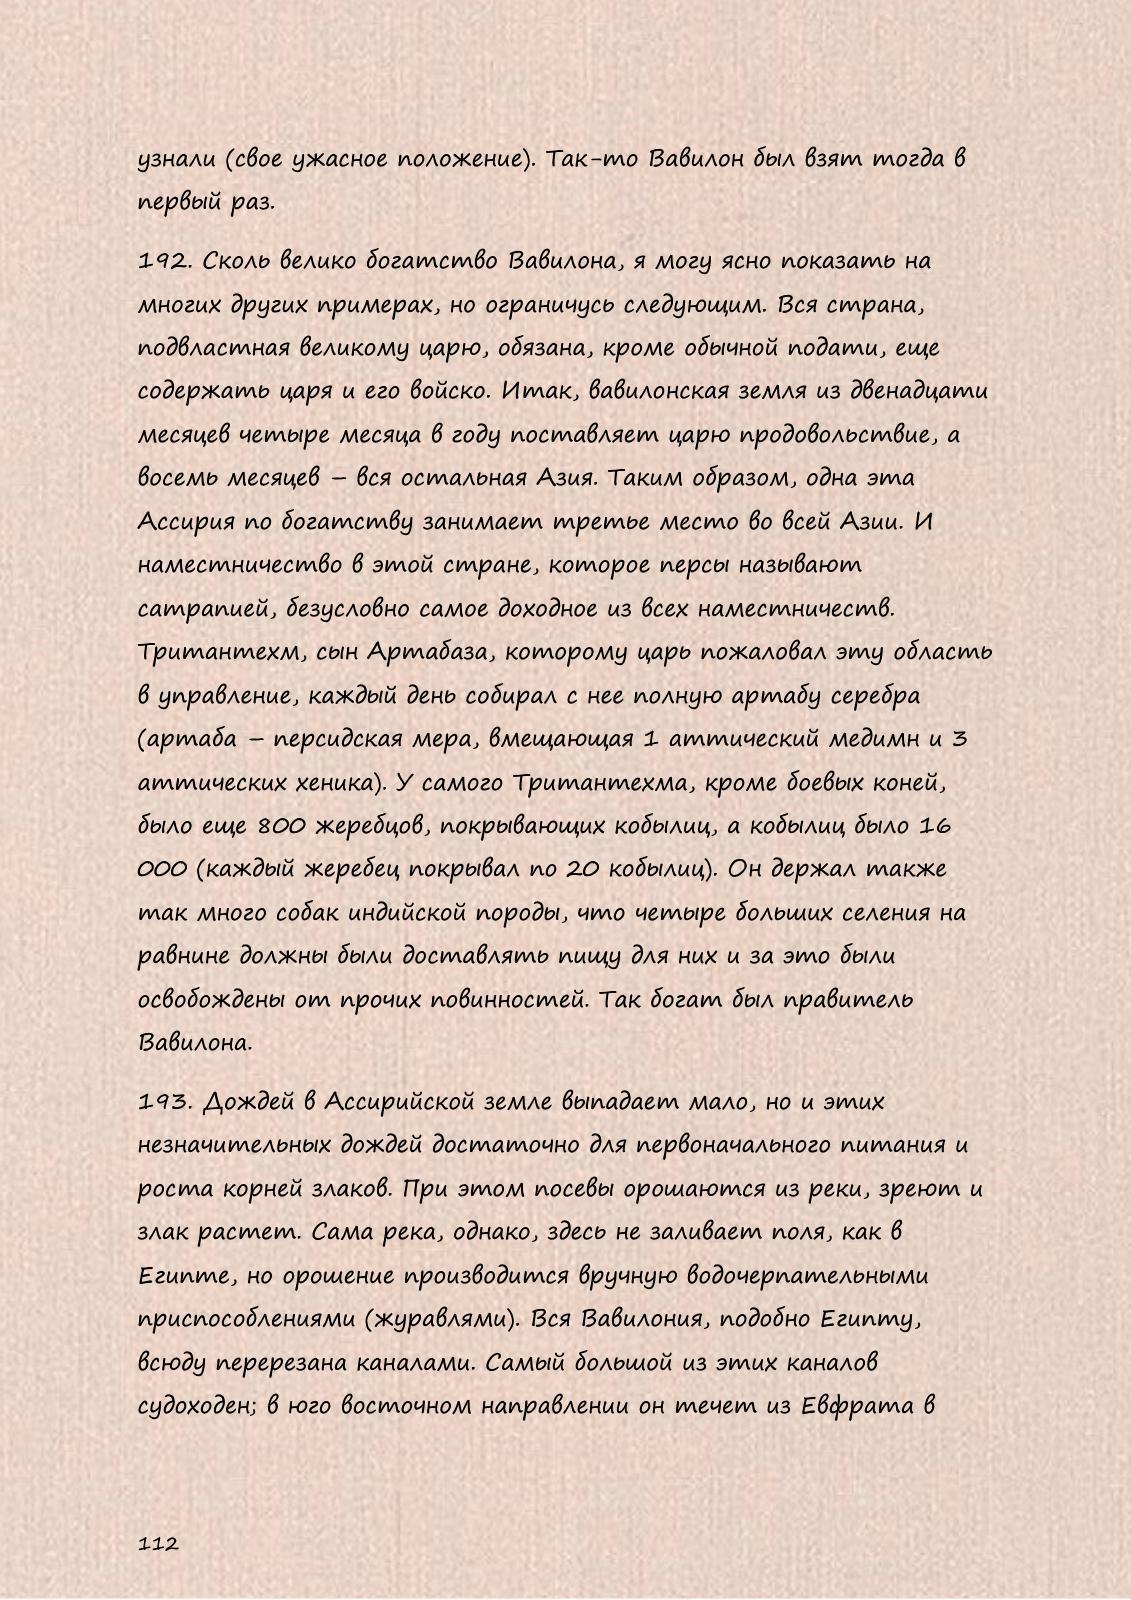 узнали (свое ужасное положение). Так-то Вавилон был взят тогда в
первый раз.
192. Сколь велико богатство Вавилона, я могу ясно показать на
многих других примерах, но ограничусь следующим. Вся страна,
подвластная великому царю, обязана, кроме обычной подати, еще
содержать царя и его войско. Итак, вавилонская земля из двенадцати
месяцев четыре месяца в году поставляет царю продовольствие, а
восемь месяцев – вся остальная Азия. Таким образом, одна эта
Ассирия по богатству занимает третье место во всей Азии. И
наместничество в этой стране, которое персы называют
сатрапией, безусловно самое доходное из всех наместничеств.
Тритантехм, сын Артабаза, которому царь пожаловал эту область
в управление, каждый день собирал с нее полную артабу серебра
(артаба – персидская мера, вмещающая 1 аттический медимн и 3
аттических хеника). У самого Тритантехма, кроме боевых коней,
было еще 800 жеребцов, покрывающих кобылиц, а кобылиц было 16
000 (каждый жеребец покрывал по 20 кобылиц). Он держал также
так много собак индийской породы, что четыре больших селения на
равнине должны были доставлять пищу для них и за это были
освобождены от прочих повинностей. Так богат был правитель
Вавилона.
193. Дождей в Ассирийской земле выпадает мало, но и этих
незначительных дождей достаточно для первоначального питания и
роста корней злаков. При этом посевы орошаются из реки, зреют и
злак растет. Сама река, однако, здесь не заливает поля, как в
Египте, но орошение производится вручную водочерпательными
приспособлениями (журавлями). Вся Вавилония, подобно Египту,
всюду перерезана каналами. Самый большой из этих каналов
судоходен; в юго восточном направлении он течет из Евфрата в
112